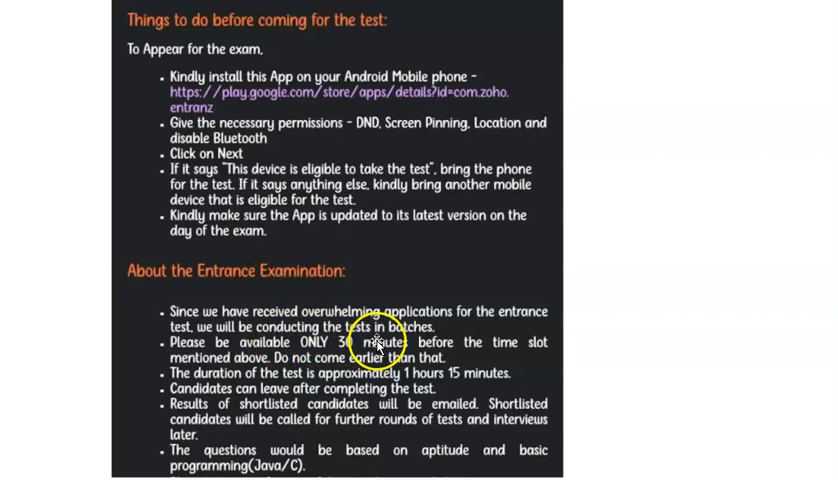 Things to do before coming for the test:
To Appear for the exam,
• Kindly install this App on your Android Mobile phone -
https://play.google.com/store/apps/details?id=com.zoho.
entranz
• Give the necessary permissions - DND, Screen Pinning, Location and
disable Bluetooth
• Click on Next
• If it says "This device is eligible to take the test", bring the phone
for the test. If it says anything else, kindly bring another mobile
device that is eligible for the test.
• Kindly make sure the App is updated to its latest version on the
day of the exam.
About the Entrance Examination:
• Since we have received overwhelming applications for the entrance
test, we will be conducting the tests in batches.
• Please be available ONLY 30 minutes before the time slot
mentioned above. Do not come earlier than that.
• The duration of the test is approximately 1 hours 15 minutes.
• Candidates can leave after completing the test.
• Results of shortlisted candidates will be emailed. Shortlisted
candidates will be called for further rounds of tests and interviews
later.
• The questions would be based on aptitude and basic
programming(Java/C).